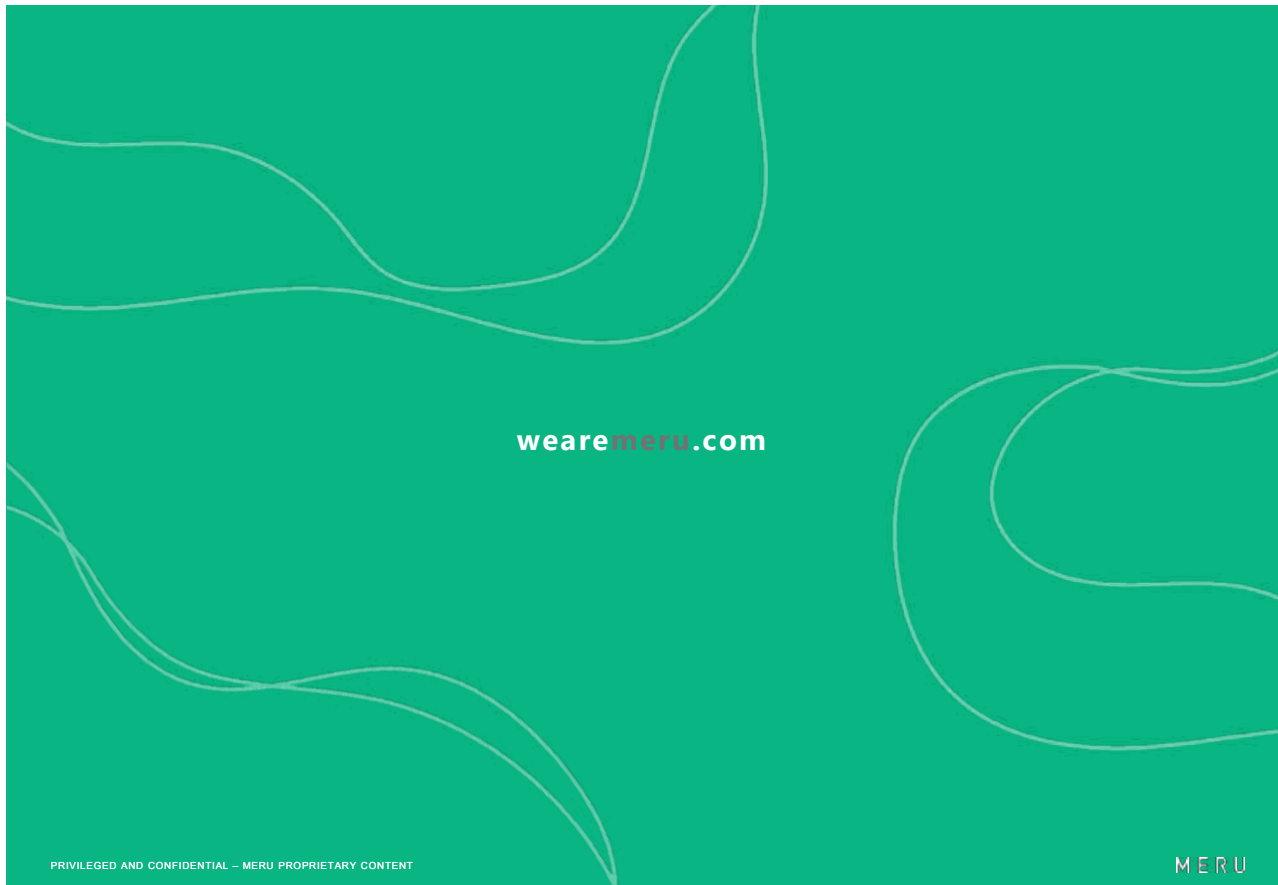 wearemeru.com
PRIVILEGED AND CONFIDENTIAL – MERU PROPRIETARY CONTENT
MERU